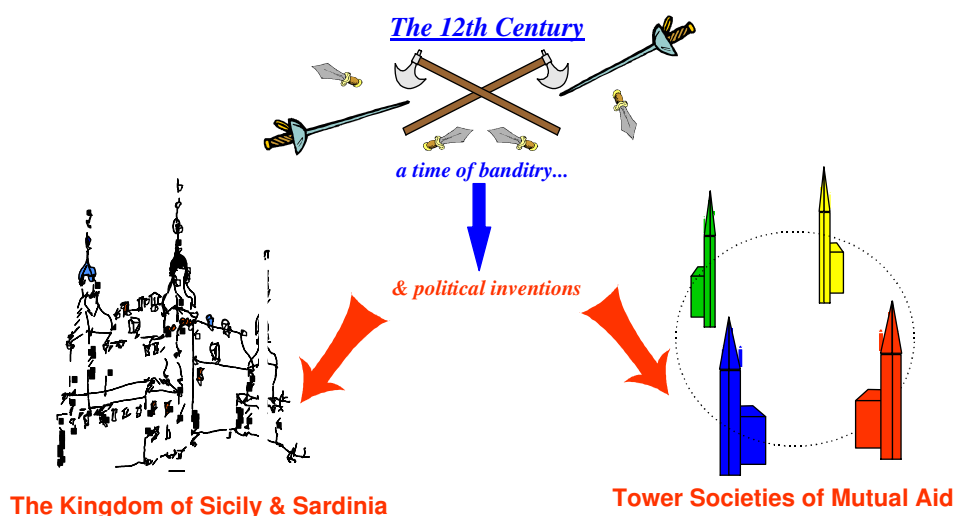 The 12th Century
a time of banditry...
& political inventions
The Kingdom of Sicily & Sardinia
Tower Societies of Mutual Aid